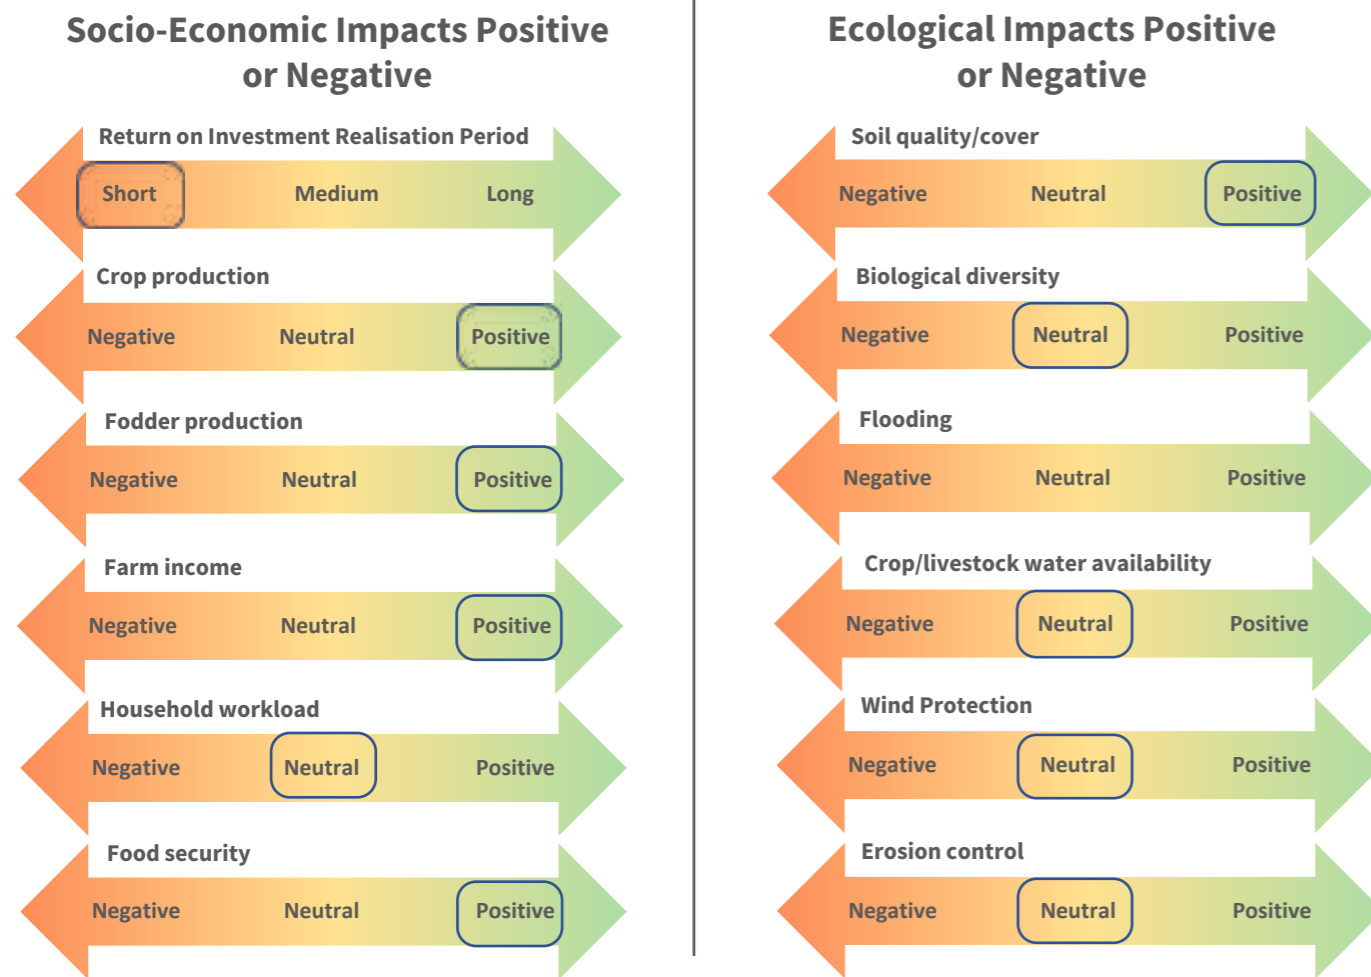 Socio-Economic Impacts Positive
or Negative
Return on Investment Realisation Period
Short Medium Long
Crop production
Negative Neutral Positive
Fodder production
Negative Neutral Positive
Farm income
Negative Neutral Positive
Household workload
Negative Neutral Positive
Food security
Negative Neutral Positive
Ecological Impacts Positive
or Negative
Soil quality/cover
Negative Neutral Positive
Biological diversity
Negative Neutral Positive
Flooding
Negative Neutral Positive
Crop/livestock water availability
Negative Neutral Positive
Wind Protection
Negative Neutral Positive
Erosion control
Negative Neutral Positive